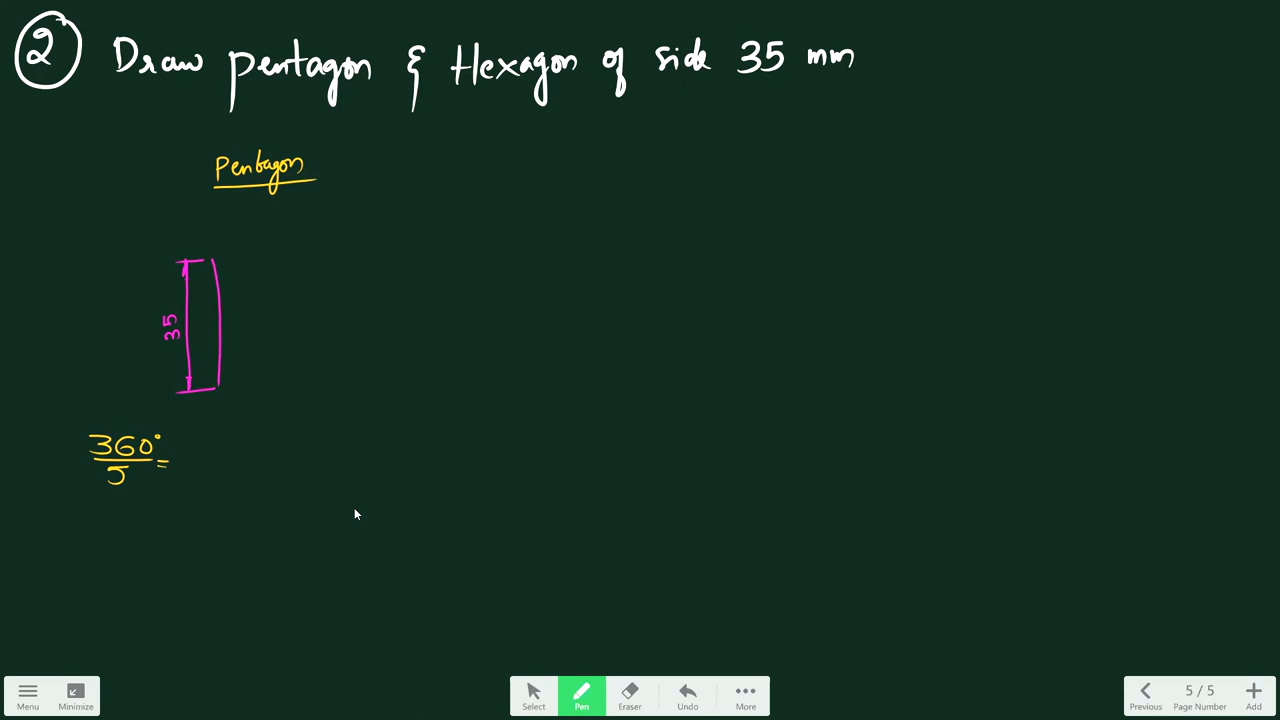 2 Draw pentagon & Hexagon of side 35 mm
Pentagon
35
360°
5 =
Menu Minimize Select Pen Eraser Undo More Previous 5 / 5 Page Number Add